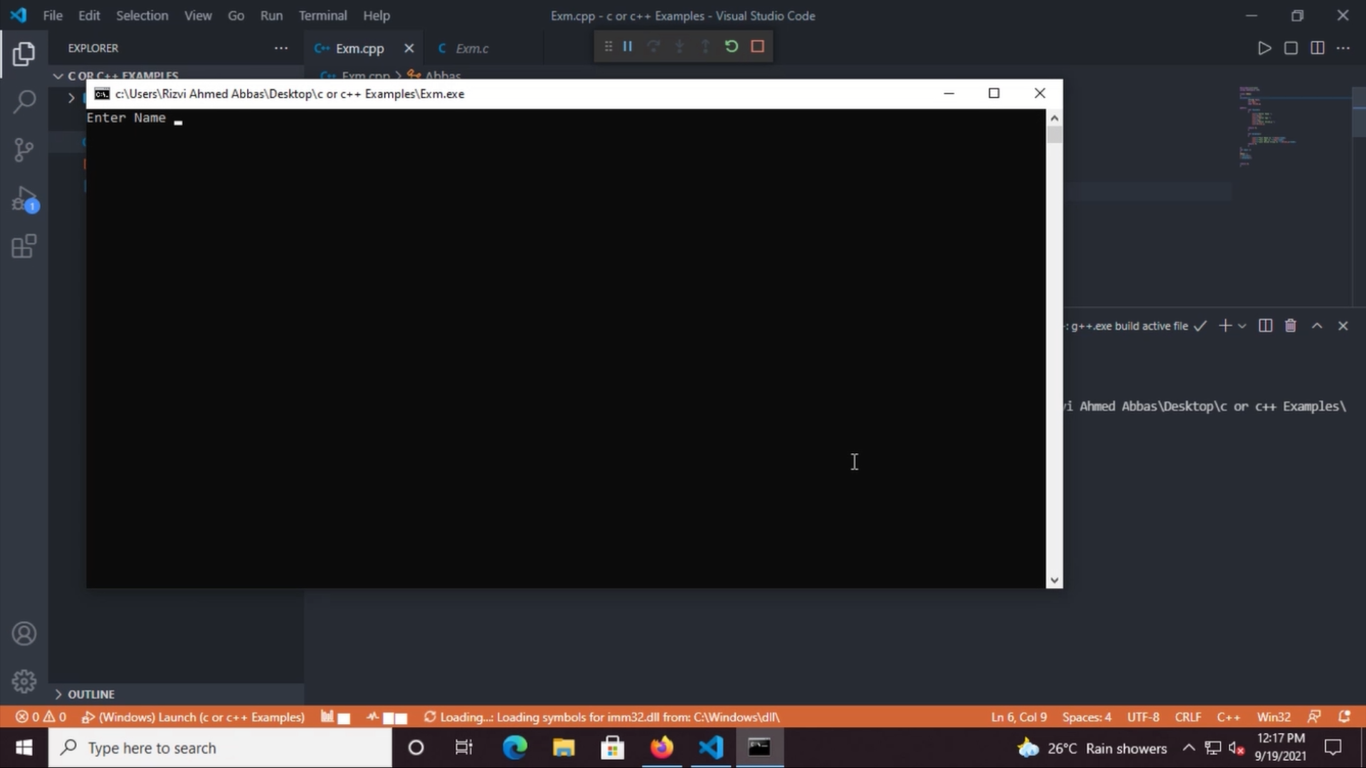 File Edit Selection View Go Run Terminal Help
Exm.cpp - c or c++ Examples - Visual Studio Code
EXPLORER
Exm.cpp
C Exm.c
C OR C++ EXAMPLES
Exm.cpp > Abbas
c:\Users\Rizvi Ahmed Abbas\Desktop\c or c++ Examples\Exm.exe
Enter Name
1
g++.exe build active file
Ahmed Abbas\Desktop\c or c++ Examples\
OUTLINE
0 0 (Windows) Launch (c or c++ Examples)
Loading...: Loading symbols for imm32.dll from: C:\Windows\dll\
Ln 6, Col 9 Spaces: 4 UTF-8 CRLF C++ Win32
Type here to search
26°C Rain showers
12:17 PM
9/19/2021